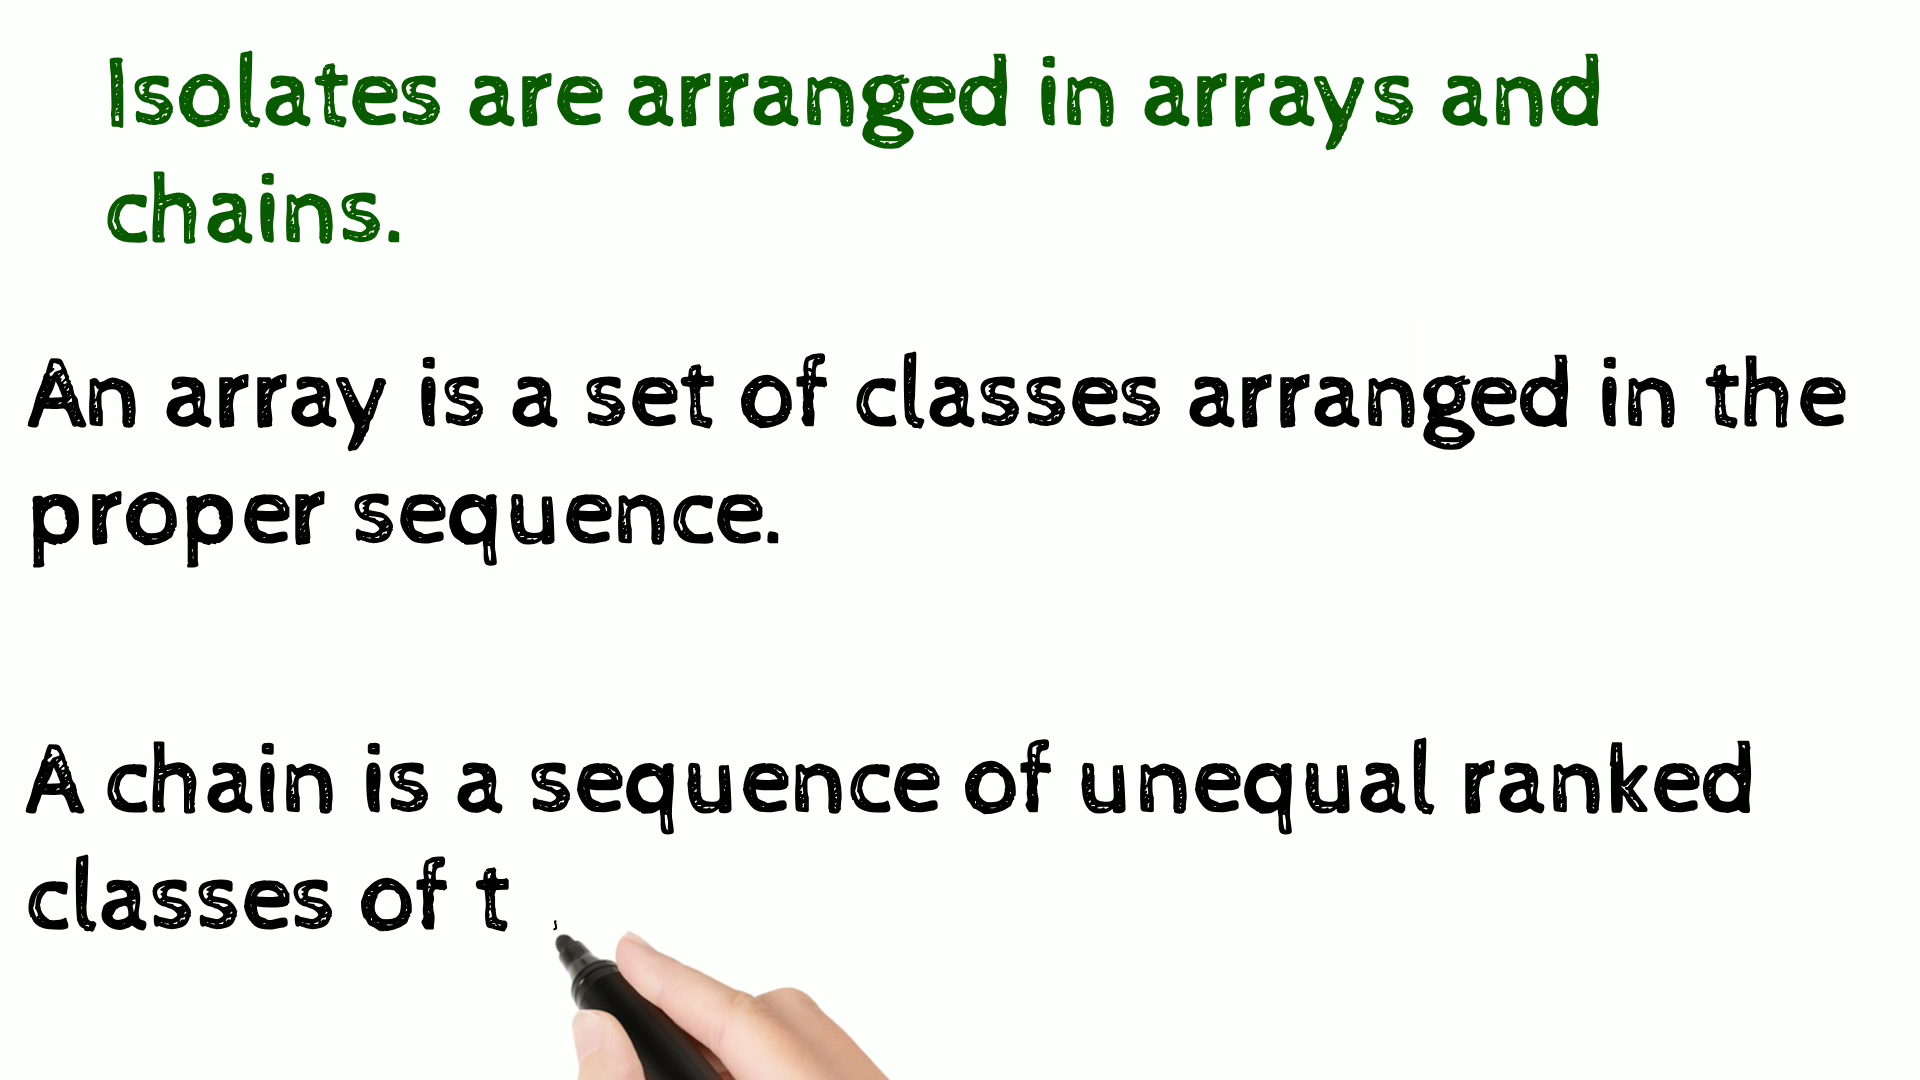 Isolates are arranged in arrays and
chains.
An array is a set of classes arranged in the
proper sequence.
A chain is a sequence of unequal ranked
classes of t